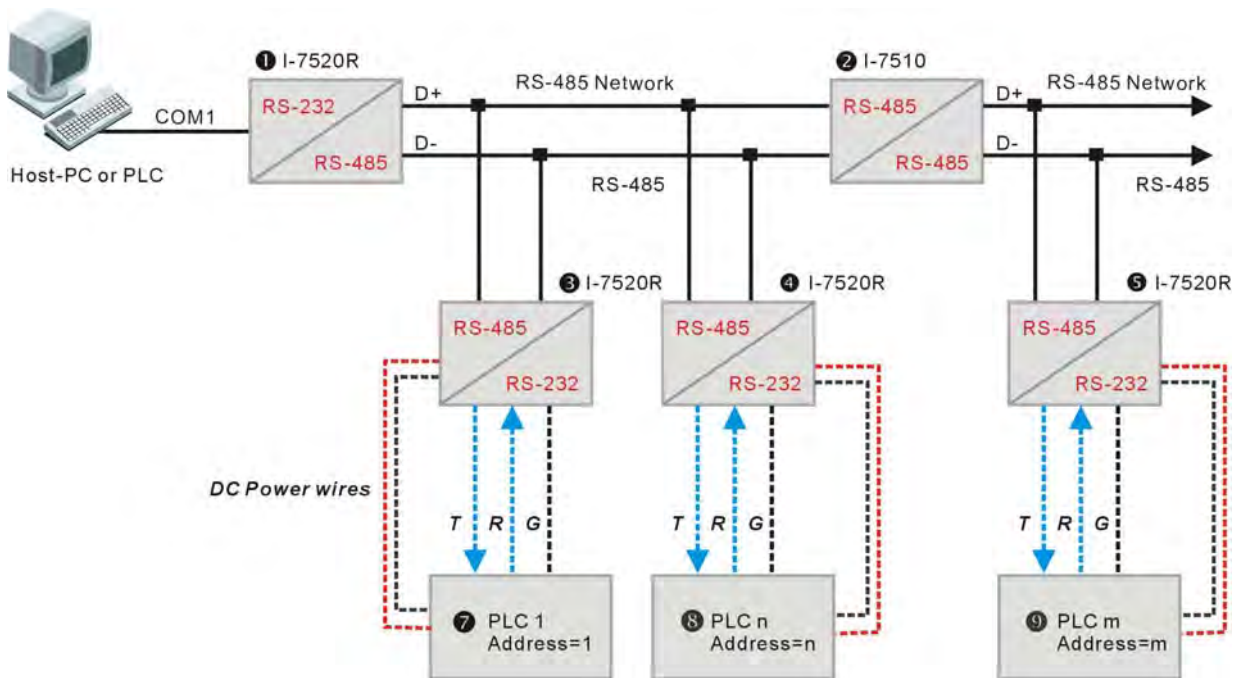 ❶ I-7520R
❷ I-7510
RS-232
RS-485
D+
D-
RS-485 Network
RS-485
RS-485
RS-485
D+
D-
RS-485 Network
RS-485
COM1
Host-PC or PLC
❸ I-7520R
❹ I-7520R
❺ I-7520R
RS-485
RS-232
RS-485
RS-232
RS-485
RS-232
DC Power wires
T R G
T R G
T R G
❼ PLC 1
Address=1
❽ PLC n
Address=n
❾ PLC m
Address=m